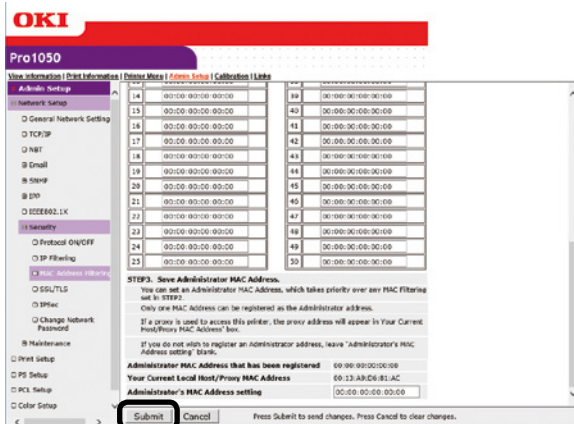 OKI
Pro1050
View Information | Print Information | Printer Menu | Admin Setup | Calibration | Links
Admin Setup
Network Setup
General Network Setting
TCP/IP
NBT
Email
SNMP
IPP
IEEE802.1X
Security
Protocol ON/OFF
IP Filtering
MAC Address Filtering
SSL/TLS
IPSec
Change Network
Password
Maintenance
Print Setup
PS Setup
PCL Setup
Color Setup
14 00:00:00:00:00:00 39 00:00:00:00:00:00
15 00:00:00:00:00:00 40 00:00:00:00:00:00
16 00:00:00:00:00:00 41 00:00:00:00:00:00
17 00:00:00:00:00:00 42 00:00:00:00:00:00
18 00:00:00:00:00:00 43 00:00:00:00:00:00
19 00:00:00:00:00:00 44 00:00:00:00:00:00
20 00:00:00:00:00:00 45 00:00:00:00:00:00
21 00:00:00:00:00:00 46 00:00:00:00:00:00
22 00:00:00:00:00:00 47 00:00:00:00:00:00
23 00:00:00:00:00:00 48 00:00:00:00:00:00
24 00:00:00:00:00:00 49 00:00:00:00:00:00
25 00:00:00:00:00:00 50 00:00:00:00:00:00
STEP3. Save Administrator MAC Address.
You can set an Administrator MAC Address, which takes priority over any MAC Filtering
set in STEP2.
Only one MAC Address can be registered as the Administrator address.
If a proxy is used to access this printer, the proxy address will appear in 'Your Current
Host/Proxy MAC Address' box.
If you do not wish to register an Administrator address, leave 'Administrator's MAC
Address setting' blank.
Administrator MAC Address that has been registered 00:00:00:00:00:00
Your Current Local Host/Proxy MAC Address 00:13:A9:D6:81:AC
Administrator's MAC Address setting 00:00:00:00:00:00
Submit Cancel Press Submit to send changes. Press Cancel to clear changes.